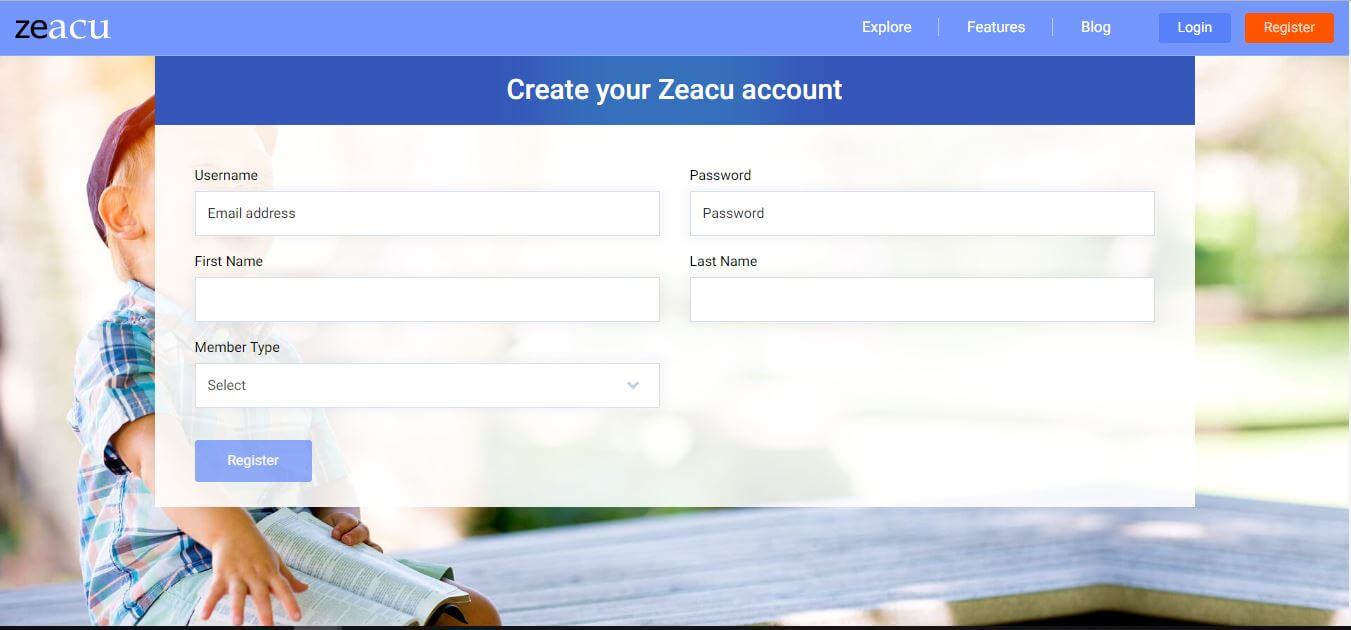 zeacu
Explore
Features
Blog
Login
Register
Create your Zeacu account
Username
Password
Email address
Password
First Name
Last Name
Member Type
Select
Register